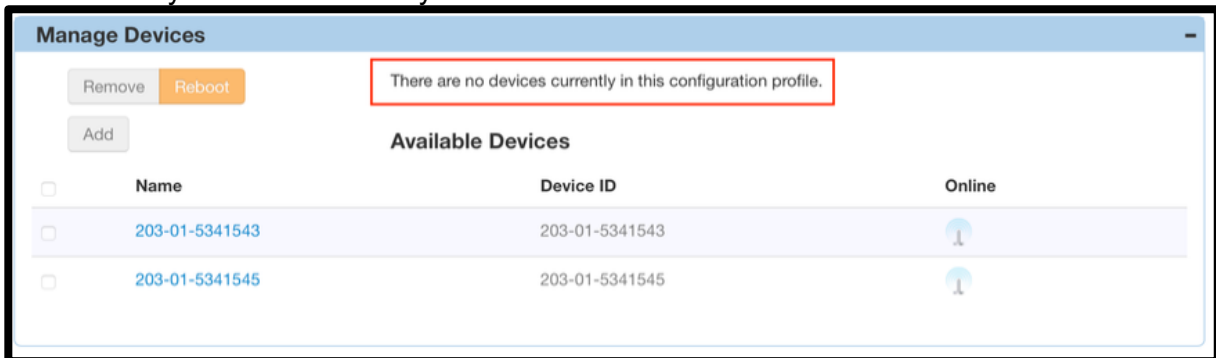 Manage Devices
Remove Reboot There are no devices currently in this configuration profile.
Add Available Devices
Name Device ID Online
203-01-5341543 203-01-5341543
203-01-5341545 203-01-5341545